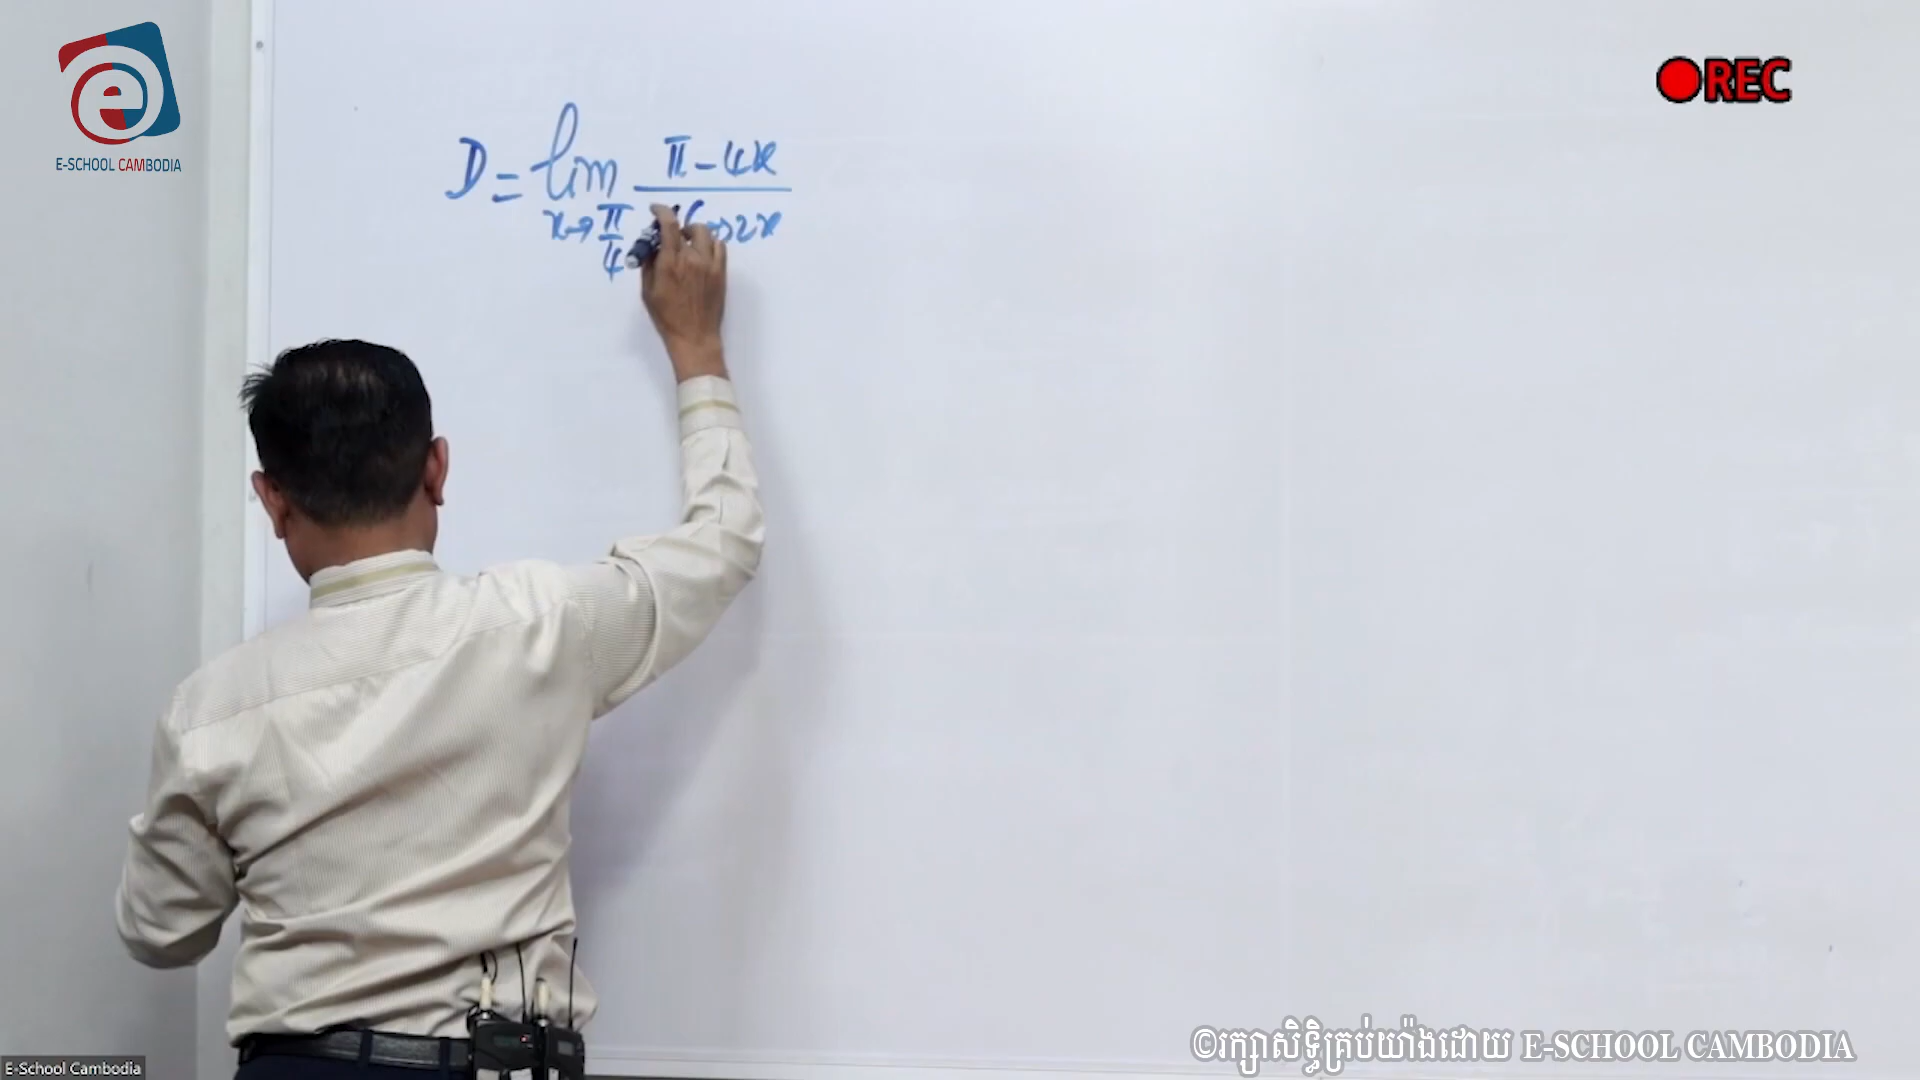 E-SCHOOL CAMBODIA
REC
D = lim π - 4x
x→π/4 cos2x
E-School Cambodia
©រក្សាសិទ្ធិគ្រប់យ៉ាងដោយ E-SCHOOL CAMBODIA